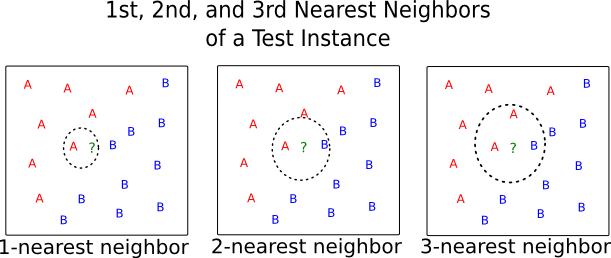 1st, 2nd, and 3rd Nearest Neighbors
of a Test Instance
A A A B
A A B B
A ? B
A B B
A B B B
B
A A A B
A A B B
A ? B
A B B
A B B B
B
A A A B
A A B B
A ? B
A B B
A B B B
B
1-nearest neighbor
2-nearest neighbor
3-nearest neighbor